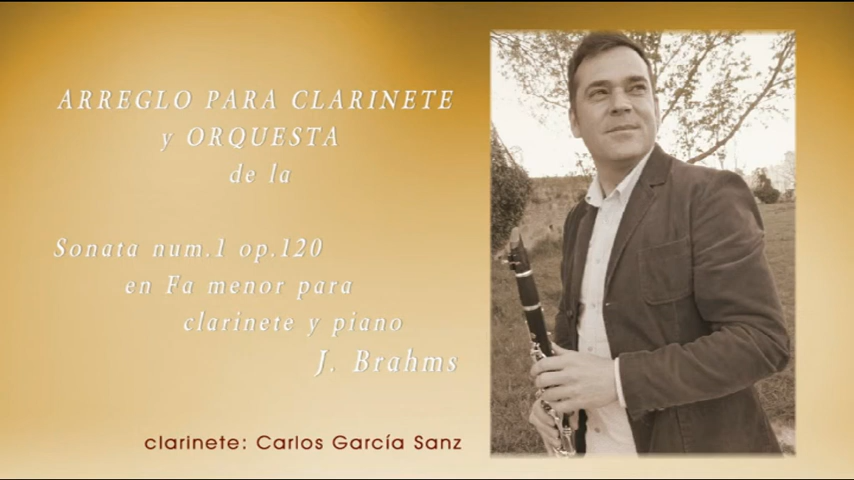 ARREGLO PARA CLARINETE
y ORQUESTA
de la
Sonata num.1 op.120
en Fa menor para
clarinete y piano
J. Brahms
clarinete: Carlos García Sanz